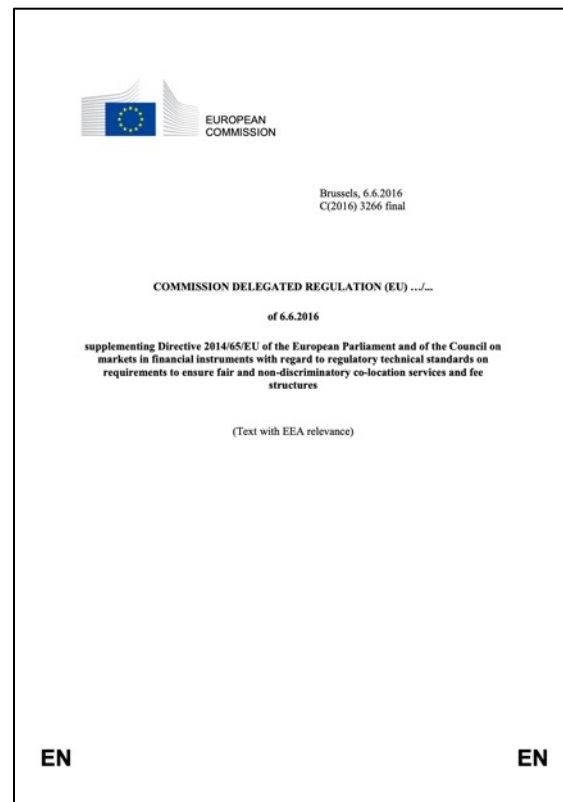 EUROPEAN
COMMISSION
Brussels, 6.6.2016
C(2016) 3266 final
COMMISSION DELEGATED REGULATION (EU) …/...
of 6.6.2016
supplementing Directive 2014/65/EU of the European Parliament and of the Council on
markets in financial instruments with regard to regulatory technical standards on
requirements to ensure fair and non-discriminatory co-location services and fee
structures
(Text with EEA relevance)
EN EN